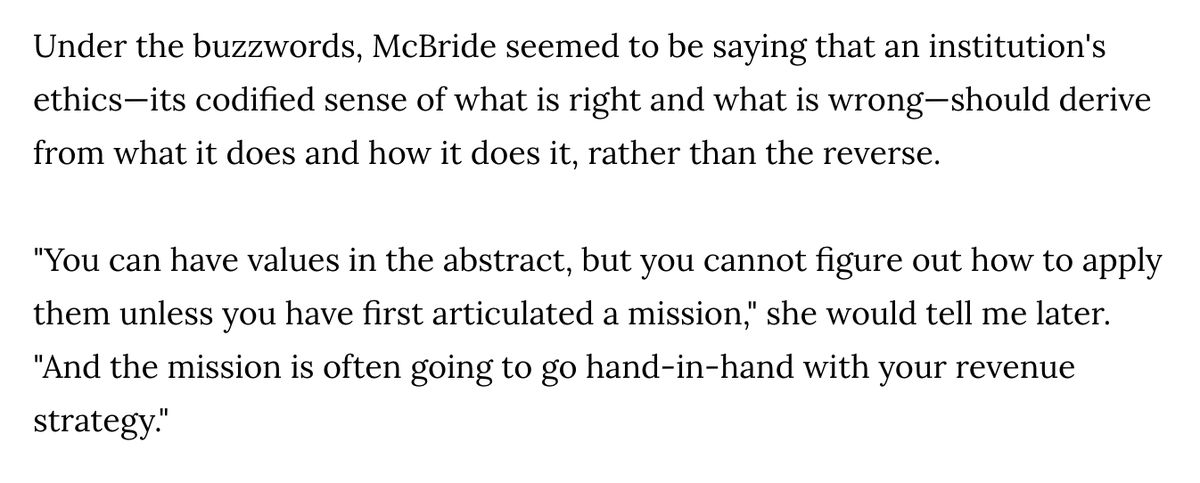 Under the buzzwords, McBride seemed to be saying that an institution's
ethics—its codified sense of what is right and what is wrong—should derive
from what it does and how it does it, rather than the reverse.
"You can have values in the abstract, but you cannot figure out how to apply
them unless you have first articulated a mission," she would tell me later.
"And the mission is often going to go hand-in-hand with your revenue
strategy."